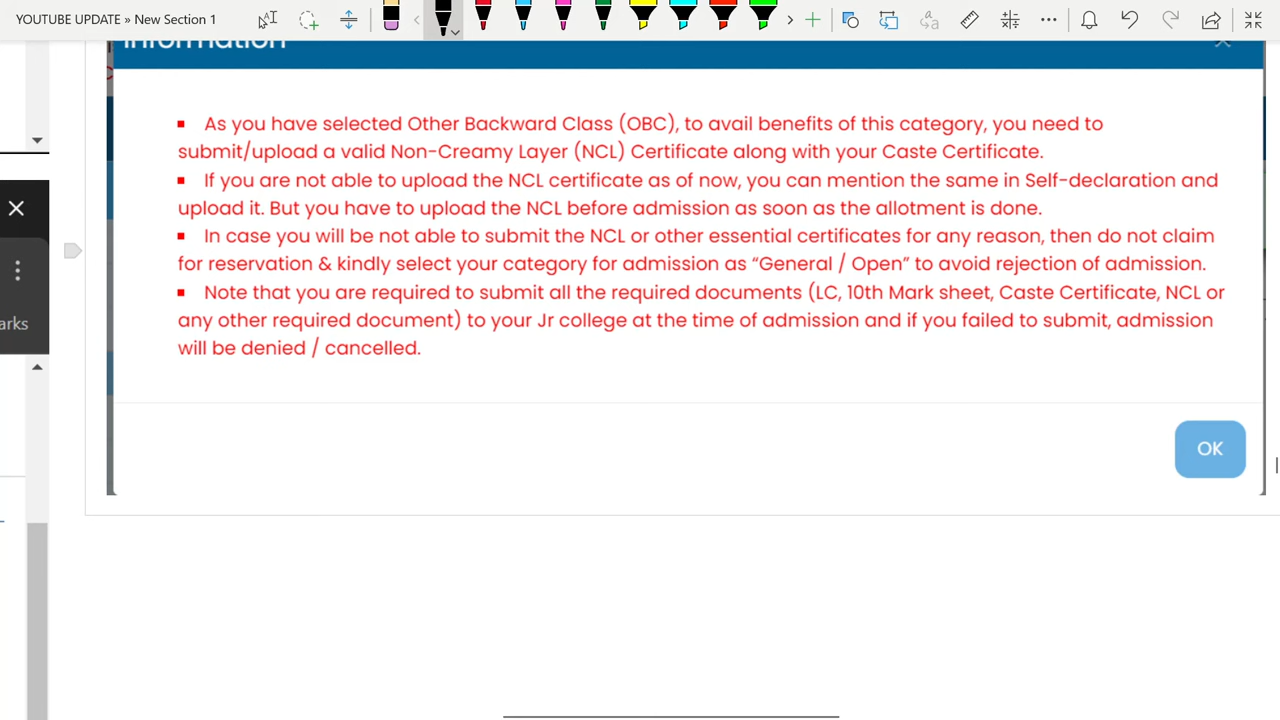 YOUTUBE UPDATE » New Section 1
Information
arks
▪ As you have selected Other Backward Class (OBC), to avail benefits of this category, you need to
submit/upload a valid Non-Creamy Layer (NCL) Certificate along with your Caste Certificate.
▪ If you are not able to upload the NCL certificate as of now, you can mention the same in Self-declaration and
upload it. But you have to upload the NCL before admission as soon as the allotment is done.
▪ In case you will be not able to submit the NCL or other essential certificates for any reason, then do not claim
for reservation & kindly select your category for admission as “General / Open” to avoid rejection of admission.
▪ Note that you are required to submit all the required documents (LC, 10th Mark sheet, Caste Certificate, NCL or
any other required document) to your Jr college at the time of admission and if you failed to submit, admission
will be denied / cancelled.
OK